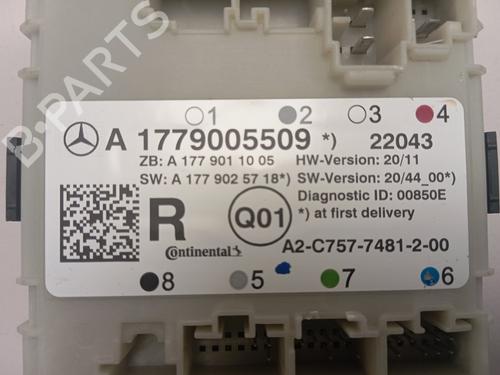 B-PARTS
1 2 3 4
A 1779005509 *) 22043
ZB: A 177 901 10 05 HW-Version: 20/11
SW: A 177 902 57 18*) SW-Version: 20/44_00*)
Diagnostic ID: 00850E
*) at first delivery
R Q01
Continental A2-C757-7481-2-00
8 5 7 6